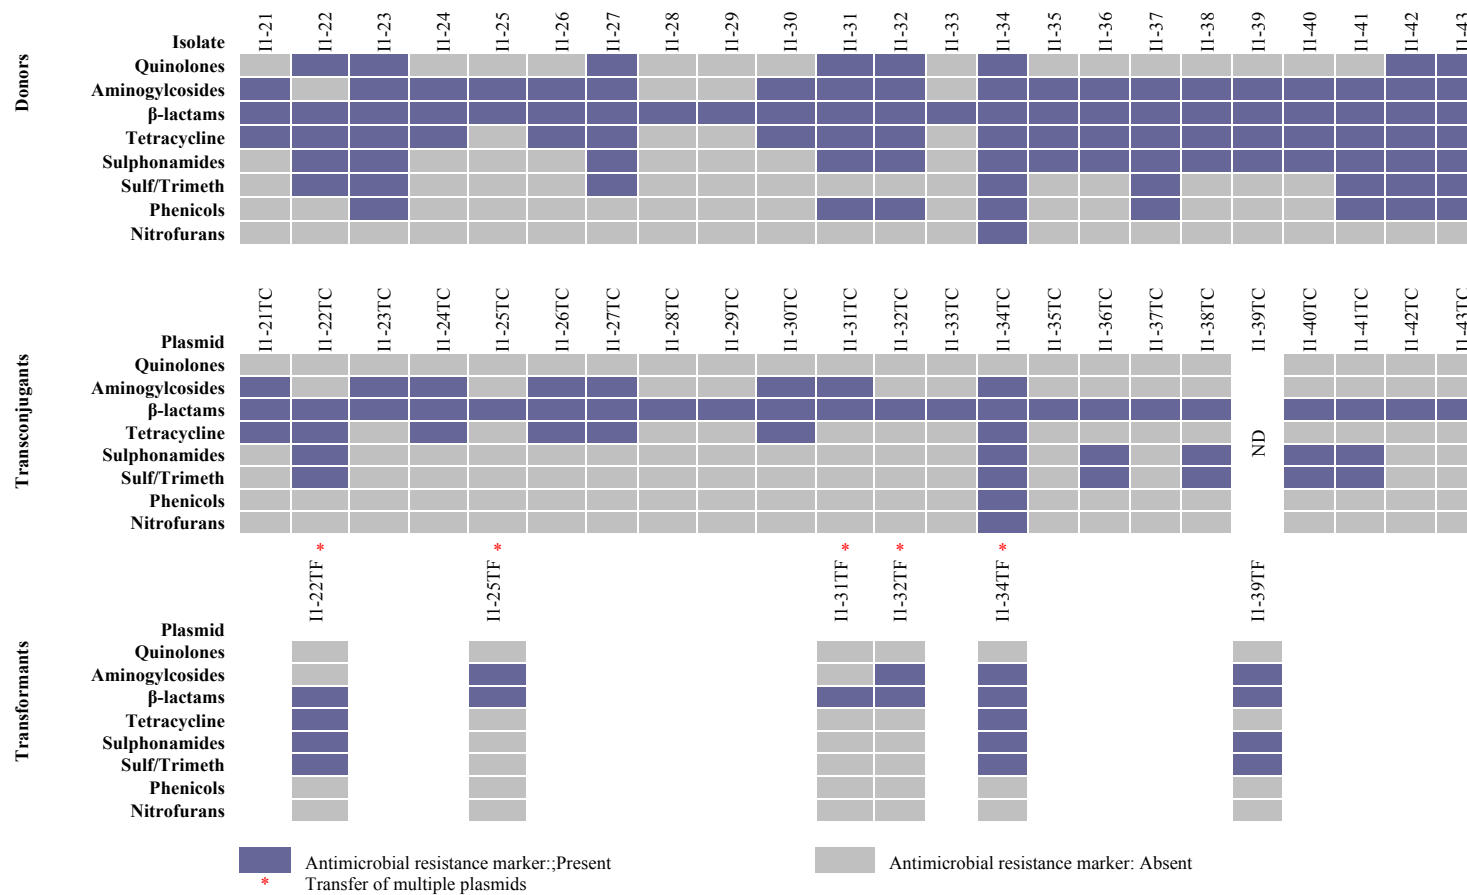 Donors
Isolate I1-21 I1-22 I1-23 I1-24 I1-25 I1-26 I1-27 I1-28 I1-29 I1-30 I1-31 I1-32 I1-33 I1-34 I1-35 I1-36 I1-37 I1-38 I1-39 I1-40 I1-41 I1-42 I1-43
Quinolones
Aminogylcosides
β-lactams
Tetracycline
Sulphonamides
Sulf/Trimeth
Phenicols
Nitrofurans
Transconjugants
Plasmid I1-21TC I1-22TC I1-23TC I1-24TC I1-25TC I1-26TC I1-27TC I1-28TC I1-29TC I1-30TC I1-31TC I1-32TC I1-33TC I1-34TC I1-35TC I1-36TC I1-37TC I1-38TC I1-39TC I1-40TC I1-41TC I1-42TC I1-43TC
Quinolones
Aminogylcosides
β-lactams
Tetracycline
Sulphonamides
Sulf/Trimeth
Phenicols
Nitrofurans
ND
Transformants
Plasmid I1-22TF * I1-25TF * I1-31TF * I1-32TF * I1-34TF * I1-39TF
Quinolones
Aminogylcosides
β-lactams
Tetracycline
Sulphonamides
Sulf/Trimeth
Phenicols
Nitrofurans
Antimicrobial resistance marker:;Present
Antimicrobial resistance marker: Absent
* Transfer of multiple plasmids